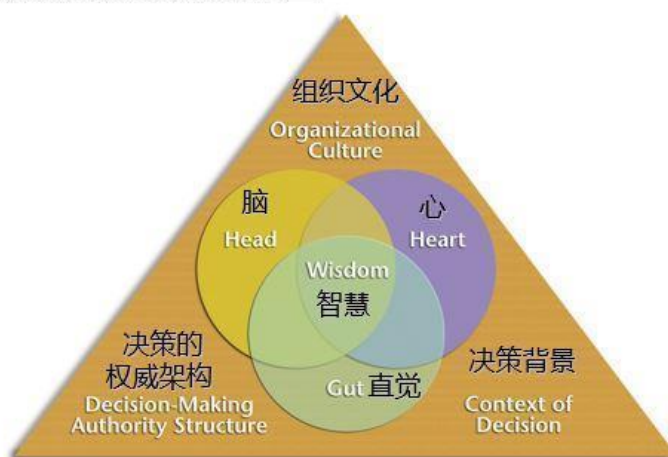 组织文化
Organizational
Culture
脑
Head
心
Heart
Wisdom
智慧
决策的
权威架构
Decision-Making
Authority Structure
Gut 直觉
决策背景
Context of
Decision